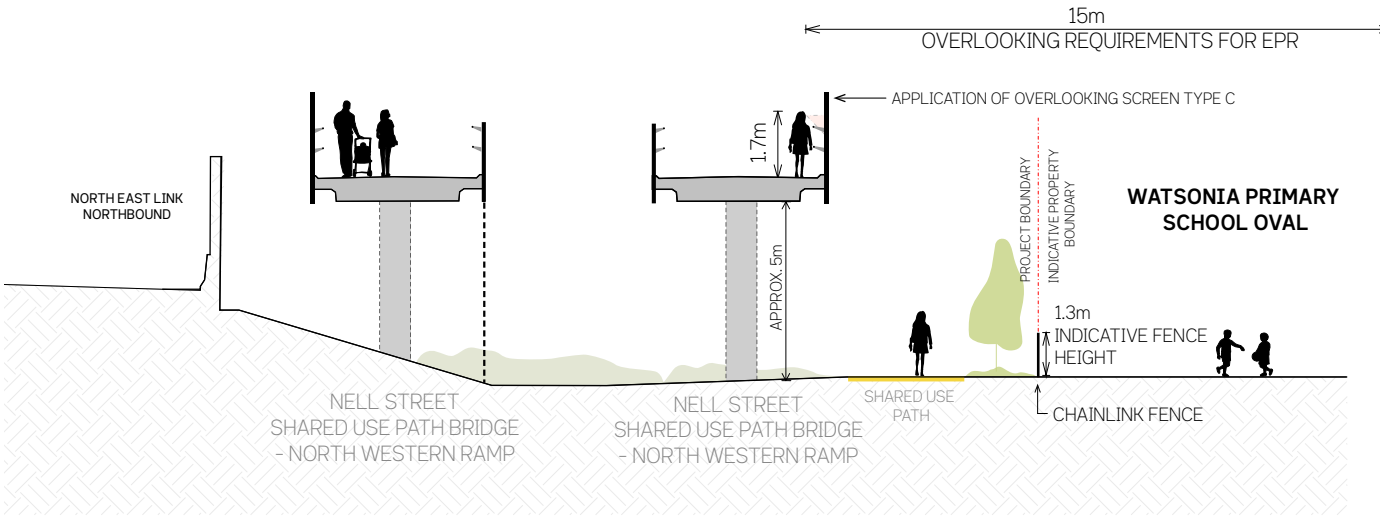 15m
OVERLOOKING REQUIREMENTS FOR EPR
APPLICATION OF OVERLOOKING SCREEN TYPE C
1.7m
NORTH EAST LINK
NORTHBOUND
PROJECT BOUNDARY
INDICATIVE PROPERTY
BOUNDARY
WATSONIA PRIMARY
SCHOOL OVAL
APPROX. 5m
1.3m
INDICATIVE FENCE
HEIGHT
NELL STREET
SHARED USE PATH BRIDGE
- NORTH WESTERN RAMP
NELL STREET
SHARED USE PATH BRIDGE
- NORTH WESTERN RAMP
SHARED USE
PATH
CHAINLINK FENCE